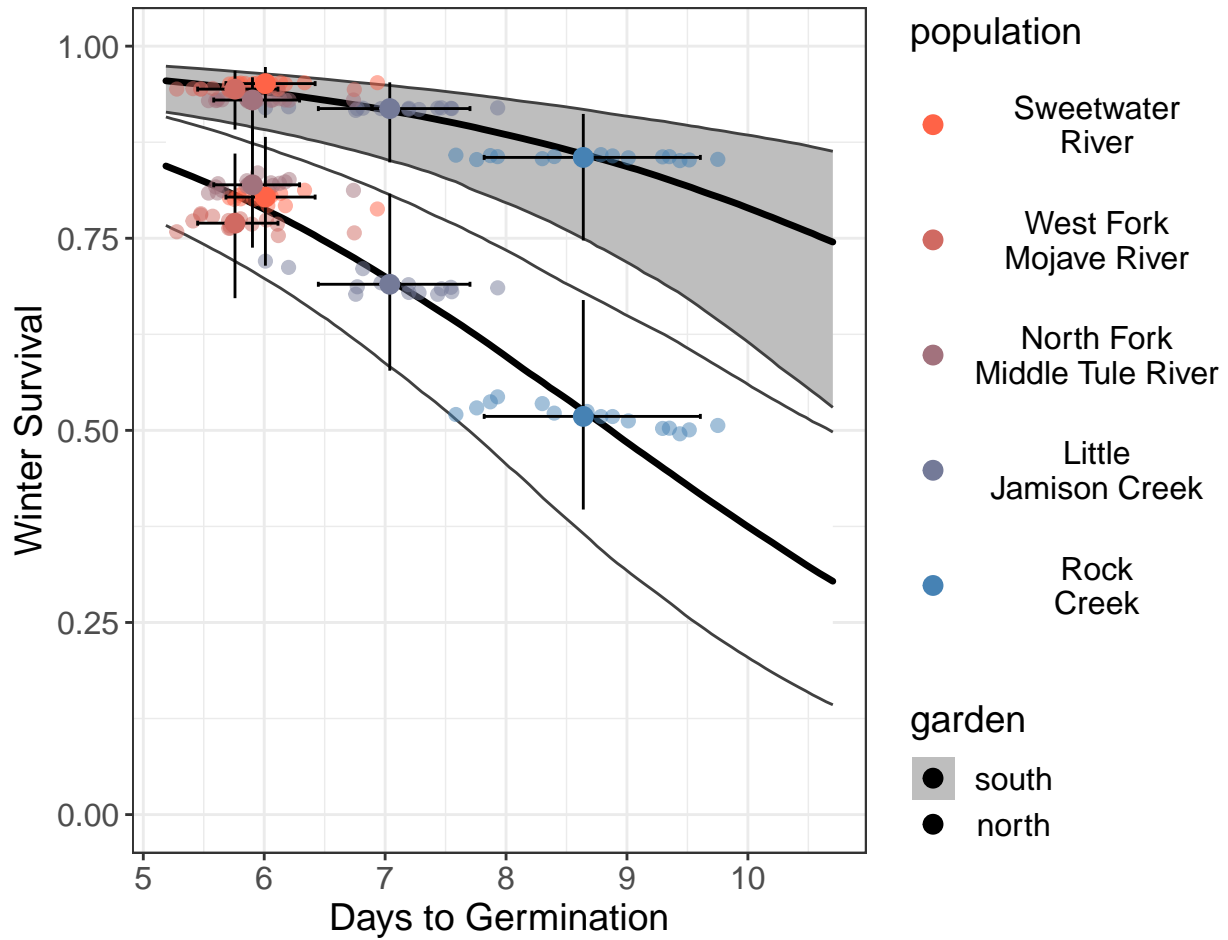 1.00
0.75
0.50
0.25
0.00
Winter Survival
5
6
7
8
9
10
Days to Germination
population
Sweetwater
River
West Fork
Mojave River
North Fork
Middle Tule River
Little
Jamison Creek
Rock
Creek
garden
south
north